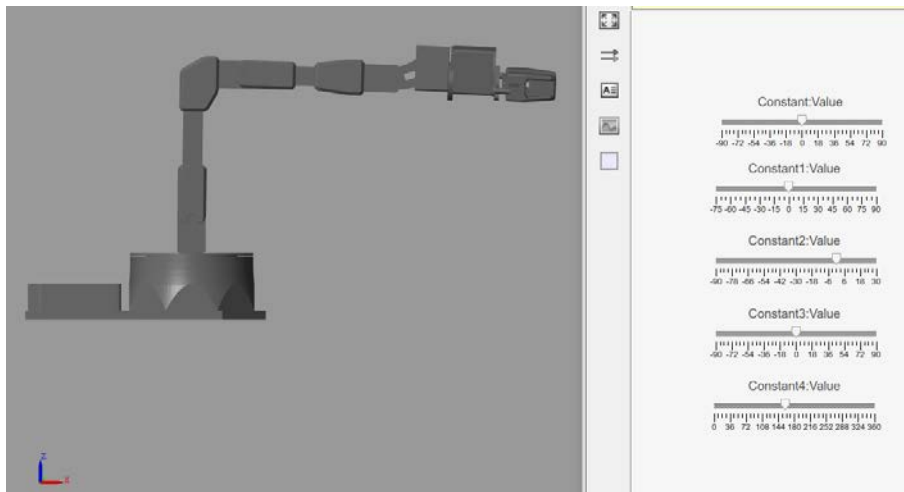 Constant:Value
-90 -72 -54 -36 -18 0 18 36 54 72 90
Constant1:Value
-75 -60 -45 -30 -15 0 15 30 45 60 75 90
Constant2:Value
-90 -78 -66 -54 -42 -30 -18 -6 6 18 30
Constant3:Value
-90 -72 -54 -36 -18 0 18 36 54 72 90
Constant4:Value
0 36 72 108 144 180 216 252 288 324 360
A
z
x